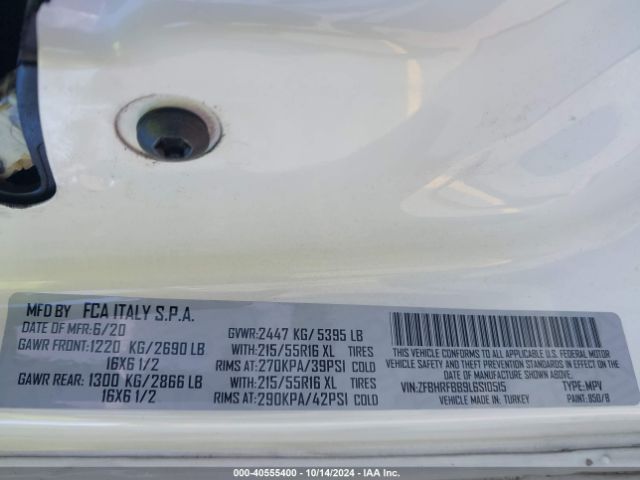 MFD BY FCA ITALY S.P.A.
DATE OF MFR: 6/20 GVWR: 2447 KG / 5395 LB
GAWR FRONT: 1220 KG / 2690 LB WITH: 215/55R16 XL TIRES
16X6 1/2 RIMS AT: 270KPA/39PSI COLD
GAWR REAR: 1300 KG / 2866 LB WITH: 215/55R16 XL TIRES
16X6 1/2 RIMS AT: 290KPA/42PSI COLD
THIS VEHICLE CONFORMS TO ALL APPLICABLE U.S. FEDERAL MOTOR
VEHICLE SAFETY AND THEFT PREVENTION STANDARDS IN
EFFECT ON THE DATE OF MANUFACTURE SHOWN ABOVE.
VIN: ZFBHRFBB9L6S10515 TYPE: MPV
VEHICLE MADE IN: TURKEY PAINT: 850/B
000-40555400 - 10/14/2024 - IAA Inc.